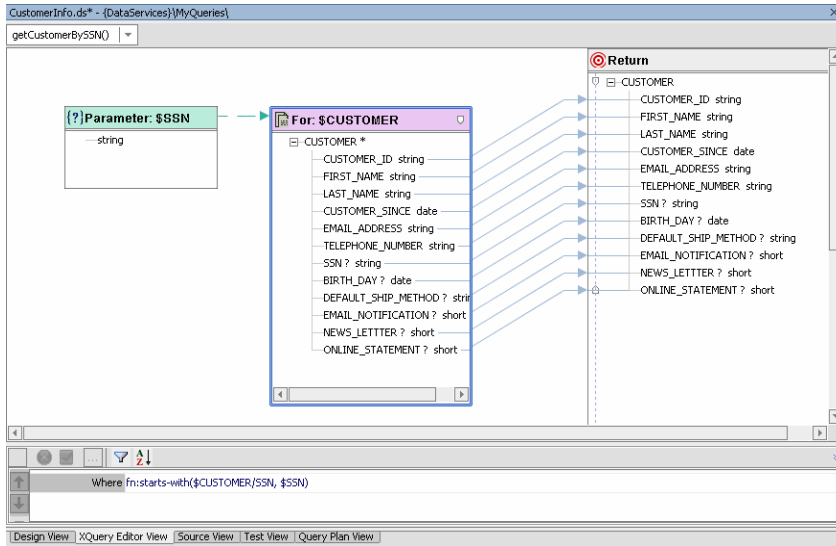 CustomerInfo.ds* - {DataServices}\MyQueries\
getCustomerBySSN()
Return
CUSTOMER
CUSTOMER_ID string
FIRST_NAME string
LAST_NAME string
CUSTOMER_SINCE date
EMAIL_ADDRESS string
TELEPHONE_NUMBER string
SSN ? string
BIRTH_DAY ? date
DEFAULT_SHIP_METHOD ? string
EMAIL_NOTIFICATION ? short
NEWS_LETTTER ? short
ONLINE_STATEMENT ? short
{?}Parameter: $SSN
string
For: $CUSTOMER
CUSTOMER *
CUSTOMER_ID string
FIRST_NAME string
LAST_NAME string
CUSTOMER_SINCE date
EMAIL_ADDRESS string
TELEPHONE_NUMBER string
SSN ? string
BIRTH_DAY ? date
DEFAULT_SHIP_METHOD ? strin
EMAIL_NOTIFICATION ? short
NEWS_LETTTER ? short
ONLINE_STATEMENT ? short
... A Z
Where fn:starts-with($CUSTOMER/SSN, $SSN)
Design View XQuery Editor View Source View Test View Query Plan View